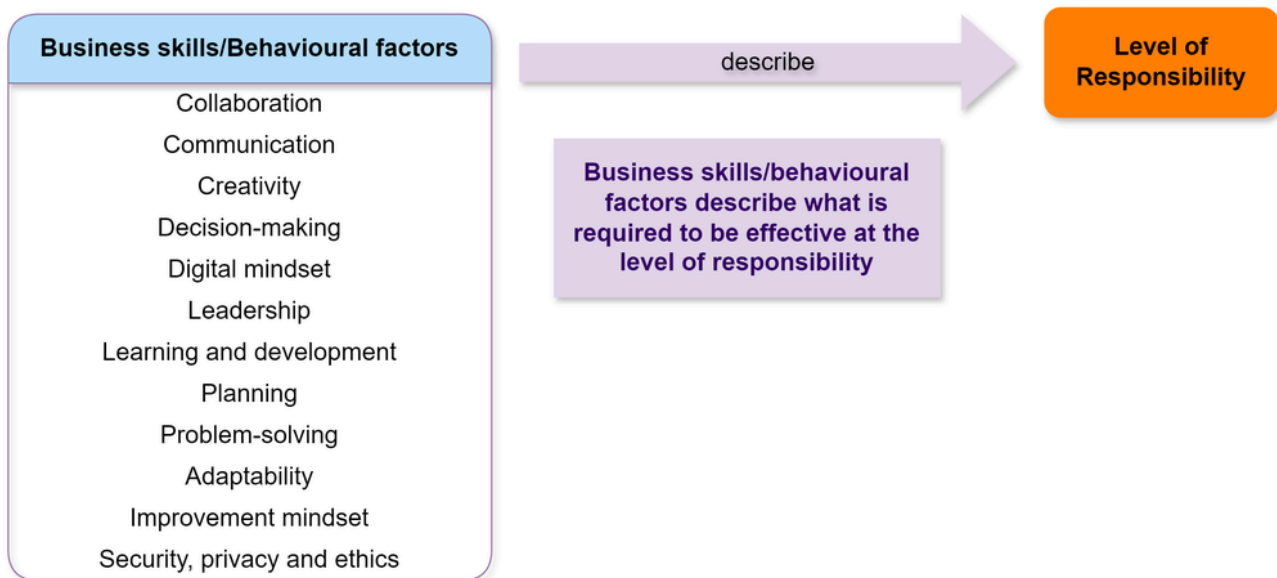 Business skills/Behavioural factors
Collaboration
Communication
Creativity
Decision-making
Digital mindset
Leadership
Learning and development
Planning
Problem-solving
Adaptability
Improvement mindset
Security, privacy and ethics
describe
Business skills/behavioural
factors describe what is
required to be effective at the
level of responsibility
Level of
Responsibility